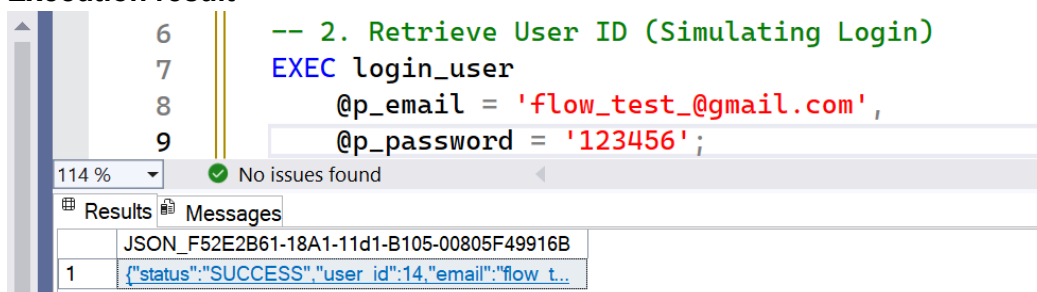 6 -- 2. Retrieve User ID (Simulating Login)
7 EXEC login_user
8 @p_email = 'flow_test_@gmail.com',
9 @p_password = '123456';
114 % No issues found
Results Messages
JSON_F52E2B61-18A1-11d1-B105-00805F49916B
1 {"status":"SUCCESS","user_id":14,"email":"flow_t...